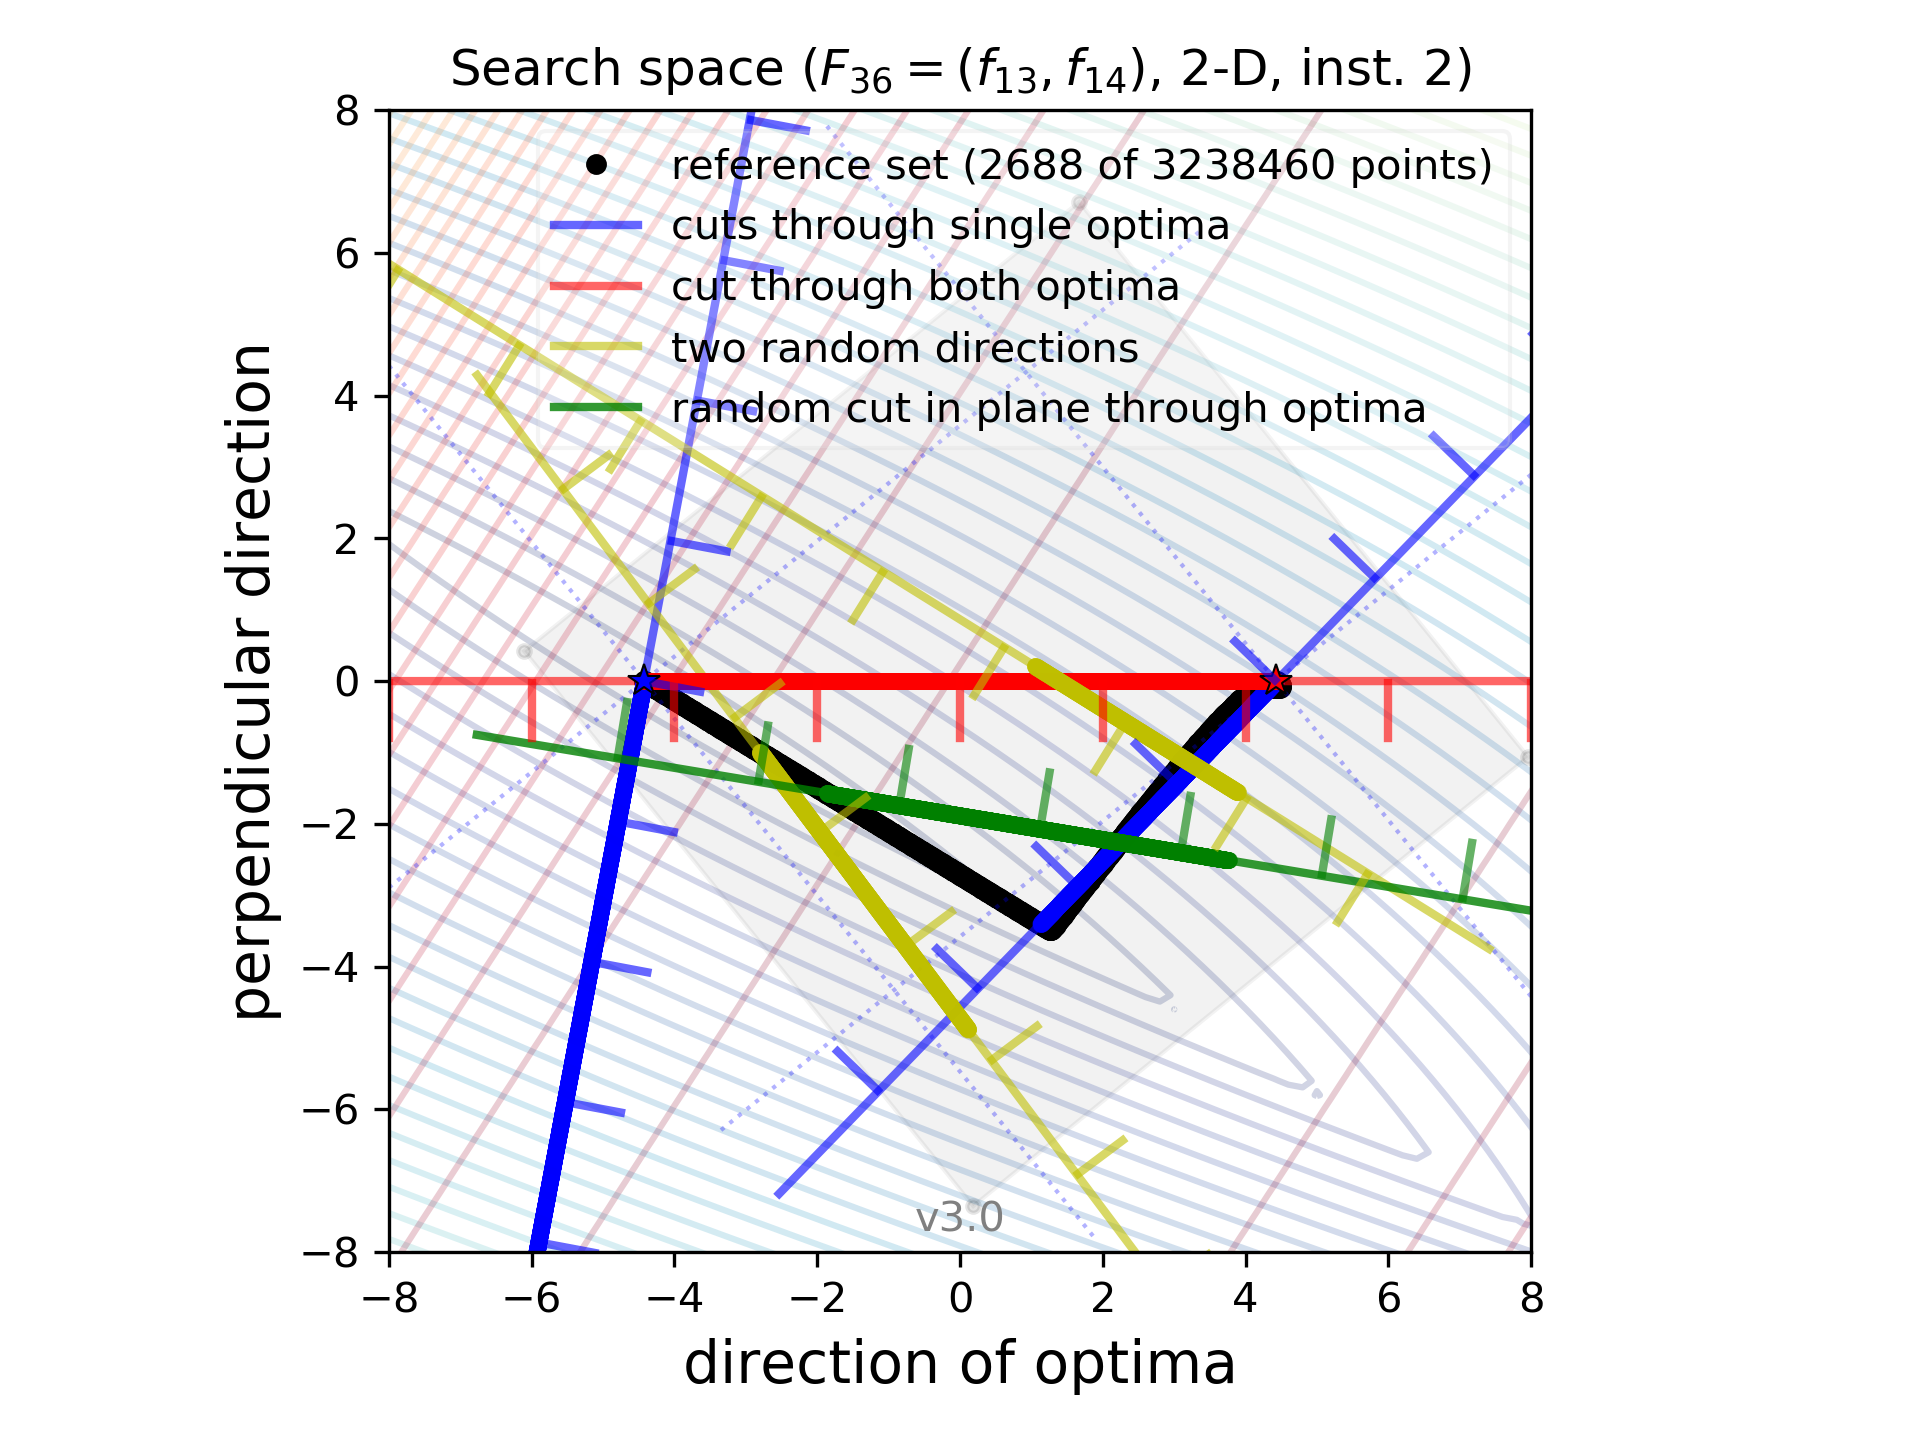 Search space (F36 = (f13, f14), 2-D, inst. 2)
reference set (2688 of 3238460 points)
cuts through single optima
cut through both optima
two random directions
random cut in plane through optima
perpendicular direction
8
6
4
2
0
−2
−4
−6
−8
v3.0
−8 −6 −4 −2 0 2 4 6 8
direction of optima